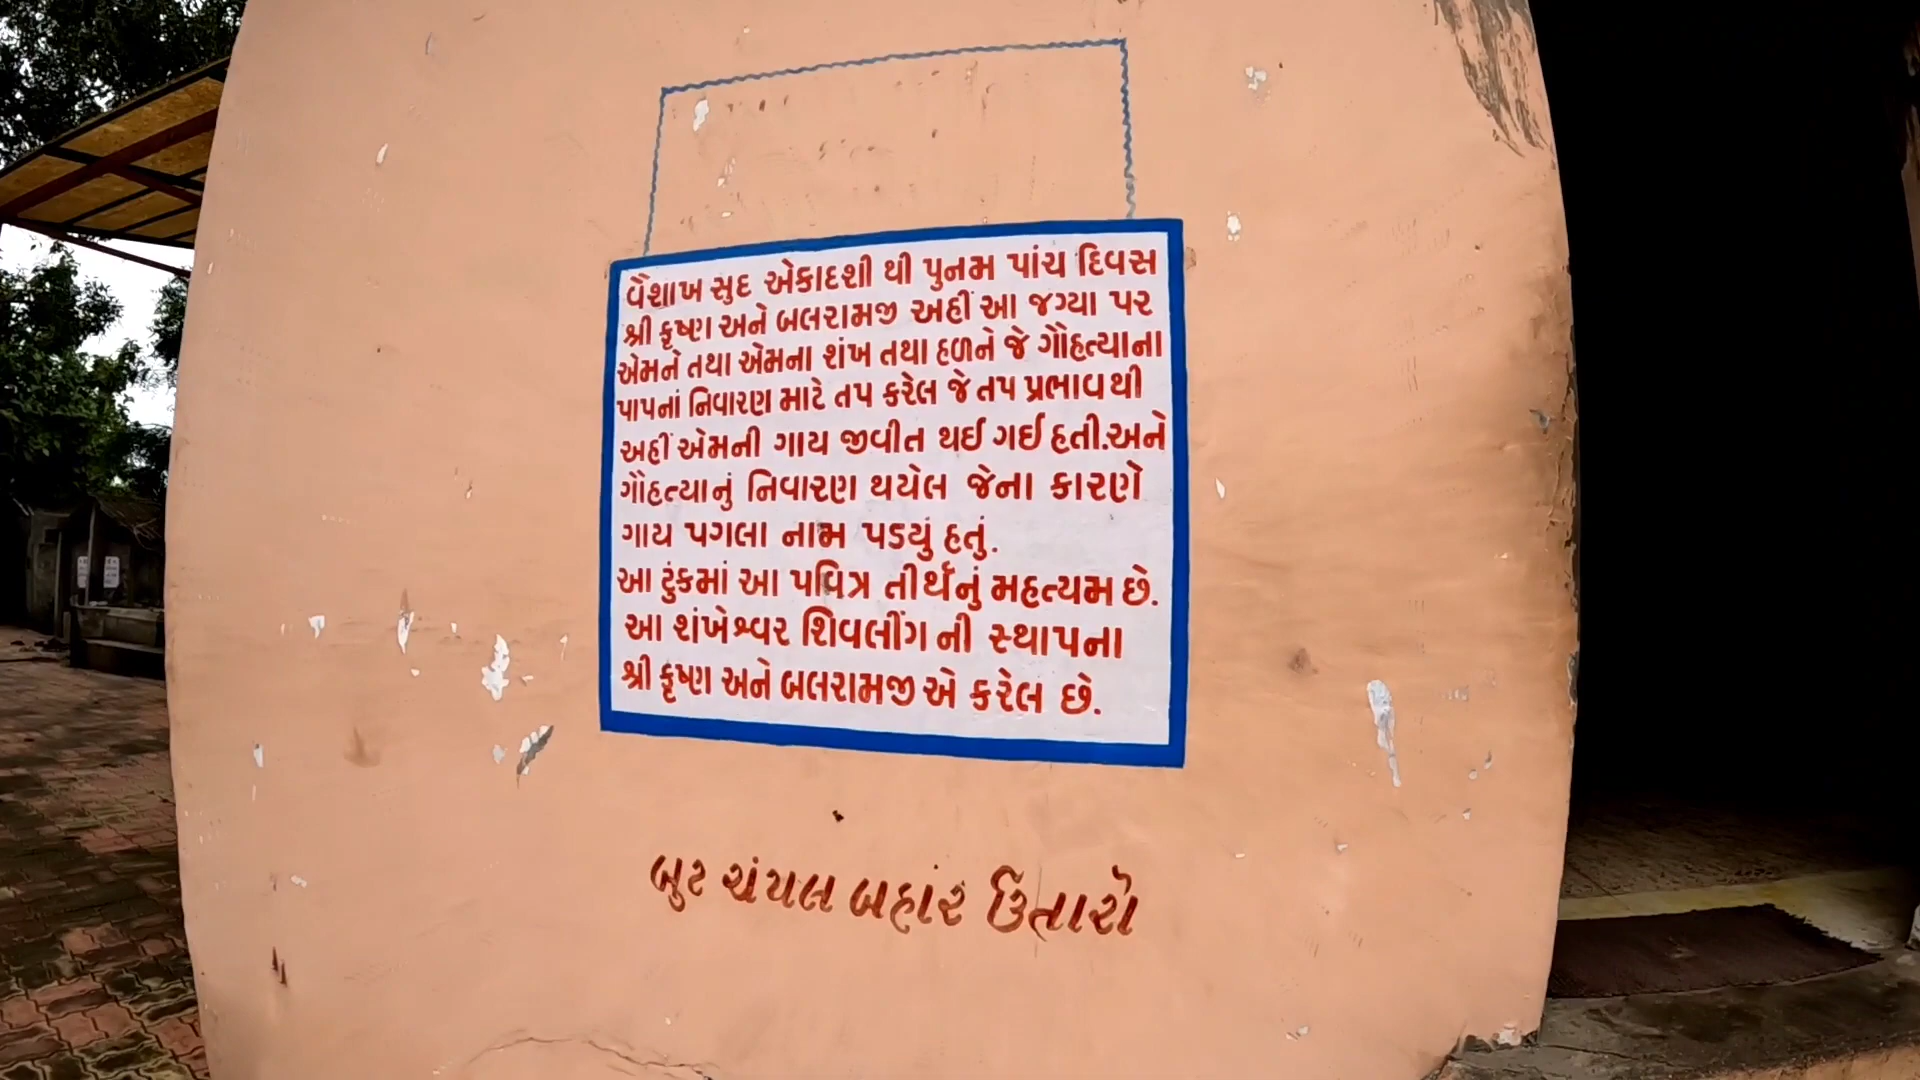 વૈશાખ સુદ એકાદશી થી પુનમ પાંચ દિવસ
શ્રી કૃષ્ણ અને બલરામજી અહીં આ જગ્યા પર
એમને તથા એમના શંખ તથા હળને જે ગૌહત્યાના
પાપનાં નિવારણ માટે તપ કરેલ જે તપ પ્રભાવથી
અહીં એમની ગાય જીવીત થઈ ગઈ હતી.અને
ગૌહત્યાનું નિવારણ થયેલ જેના કારણે
ગાય પગલા નામ પડયું હતું.
આ ટુંકમાં આ પવિત્ર તીર્થનું મહત્યમ છે.
આ શંખેશ્વર શિવલીંગ ની સ્થાપના
શ્રી કૃષ્ણ અને બલરામજી એ કરેલ છે.
બુટ ચંપલ બહાંર ઉતારો